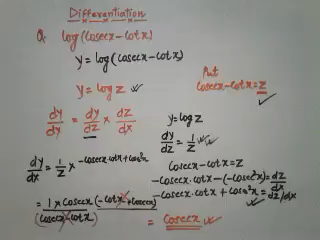 Differentiation
Q. log(cosecx-cotx)
y = log(cosecx-cotx)
y = log z
Put
cosecx-cotx = z
dy/dx = dy/dz × dz/dx
y = log z
dy/dz = 1/z
dy/dx = 1/z × -cosecx.cotx+cosec²x
cosecx - cotx = z
-cosecx.cotx - (-cosec²x) = dz/dx
-cosecx.cotx + cosec²x = dz/dx
= 1 × cosecx(-cotx+cosecx)/(cosecx-cotx) = cosecx